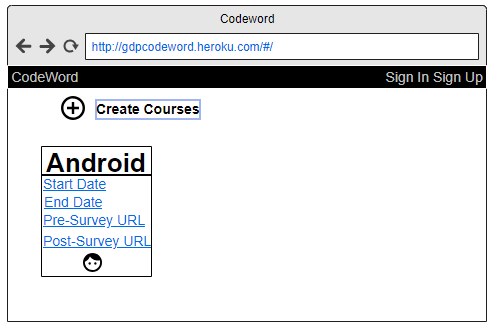 Codeword
http://gdpcodeword.heroku.com/#/
CodeWord Sign In Sign Up
Create Courses
Android
Start Date
End Date
Pre-Survey URL
Post-Survey URL